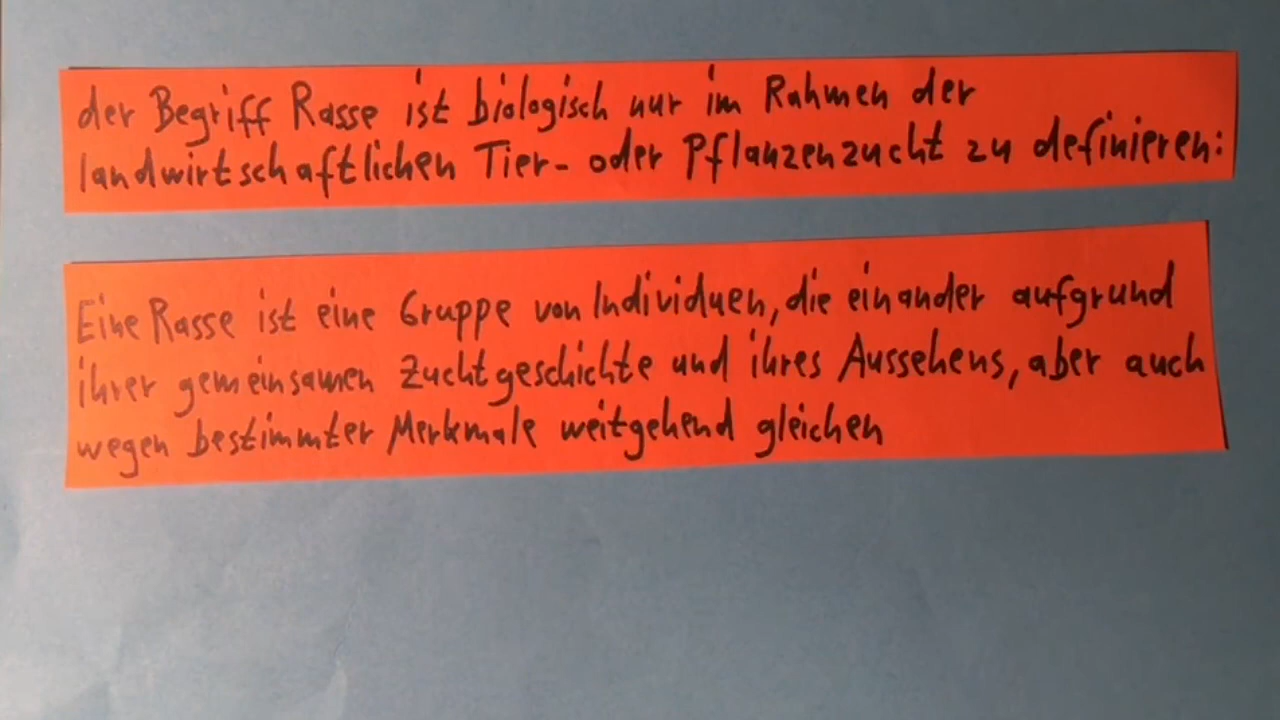 der Begriff Rasse ist biologisch nur im Rahmen der
landwirtschaftlichen Tier- oder Pflanzenzucht zu definieren:
Eine Rasse ist eine Gruppe von Individuen, die einander aufgrund
ihrer gemeinsamen Zuchtgeschichte und ihres Aussehens, aber auch
wegen bestimmter Merkmale weitgehend gleichen